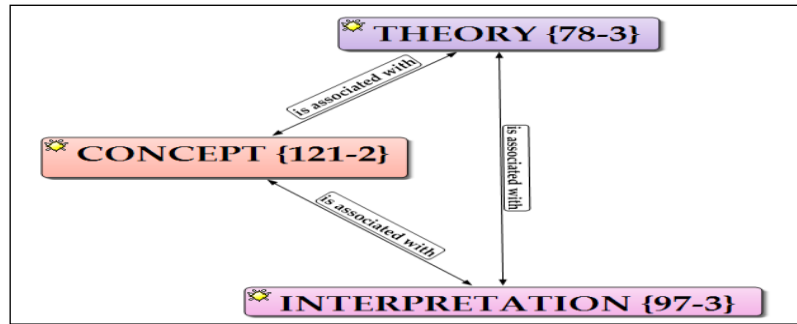 THEORY {78-3}
is associated with
is associated with
CONCEPT {121-2}
is associated with
INTERPRETATION {97-3}